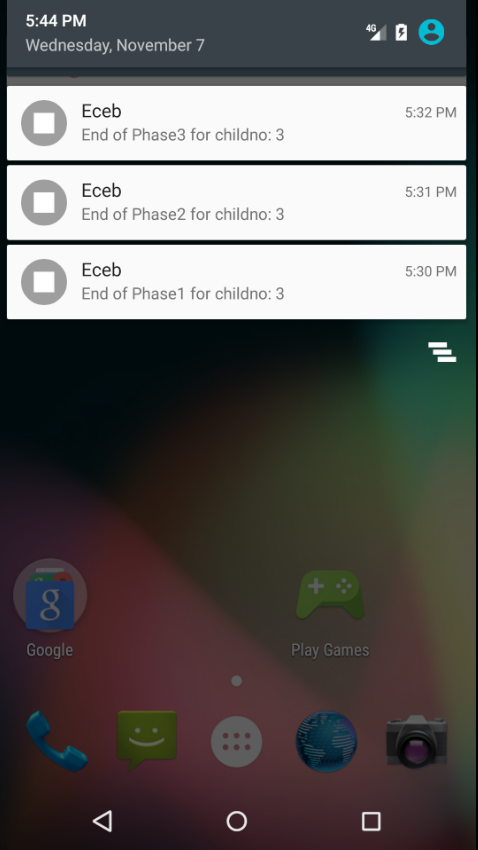 5:44 PM
Wednesday, November 7
4G
Eceb
5:32 PM
End of Phase3 for childno: 3
Eceb
5:31 PM
End of Phase2 for childno: 3
Eceb
5:30 PM
End of Phase1 for childno: 3
g
Google
Play Games